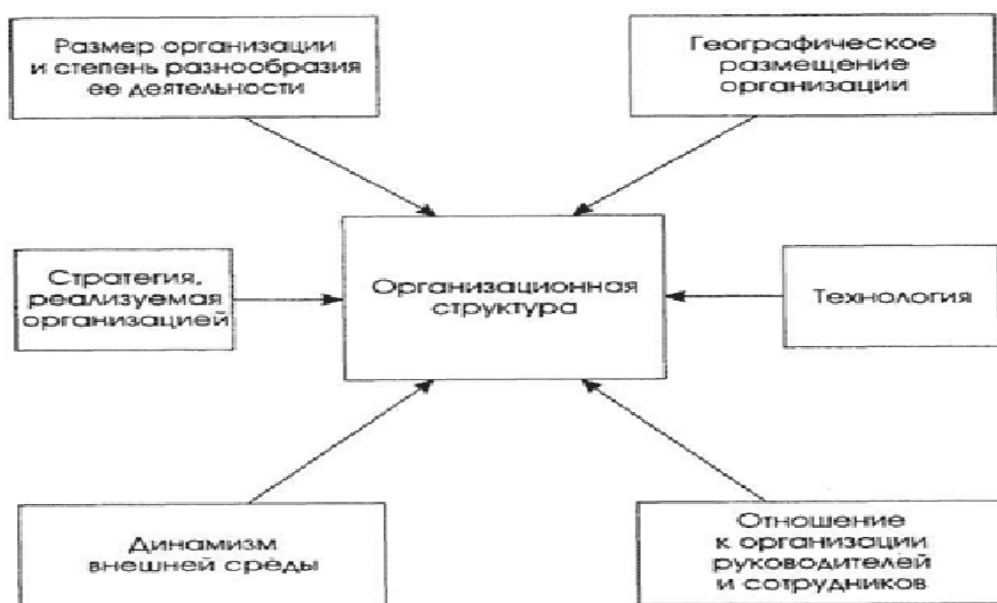 Размер организации
и степень разнообразия
ее деятельности
Географическое
размещение
организации
Стратегия,
реализуемая
организацией
Организационная
структура
Технология
Динамизм
внешней среды
Отношение
к организации
руководителей
и сотрудников